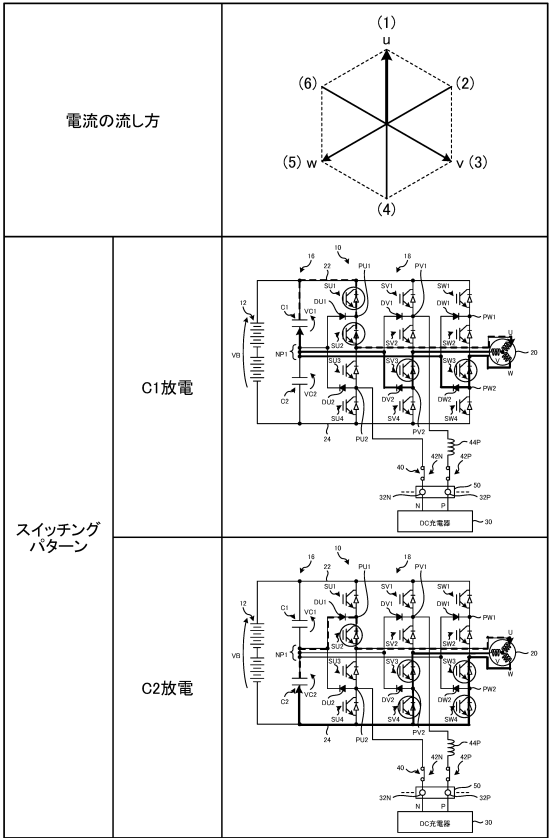 電流の流し方
(1)
u
(6)
(2)
(5) w
v (3)
(4)
スイッチング
パターン
C1放電
16
10
22
PU1
18
PV1
12
SU1
SV1
SW1
C1
VC1
DU1
DV1
DW1
PW1
SU2
SV2
SW2
U
VB
NP1
V
20
SU3
SV3
SW3
W
C2
VC2
DU2
DV2
DW2
PW2
SU4
SV4
SW4
24
PU2
PV2
44P
40
42N
42P
50
32N
32P
N
P
DC充電器
30
C2放電
16
10
22
PU1
18
PV1
12
SU1
SV1
SW1
C1
VC1
DU1
DV1
DW1
PW1
SU2
SV2
SW2
U
VB
NP1
V
20
SU3
SV3
SW3
W
C2
VC2
DU2
DV2
DW2
PW2
SU4
SV4
SW4
24
PU2
PV2
44P
40
42N
42P
50
32N
32P
N
P
DC充電器
30